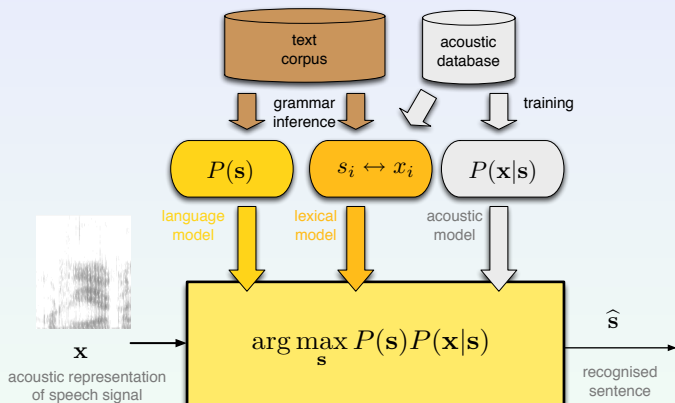 text
corpus
acoustic
database
grammar
inference
training
P(s)
s_i ↔ x_i
P(x|s)
language
model
lexical
model
acoustic
model
x
acoustic representation
of speech signal
arg max P(s)P(x|s)
s
ŝ
recognised
sentence